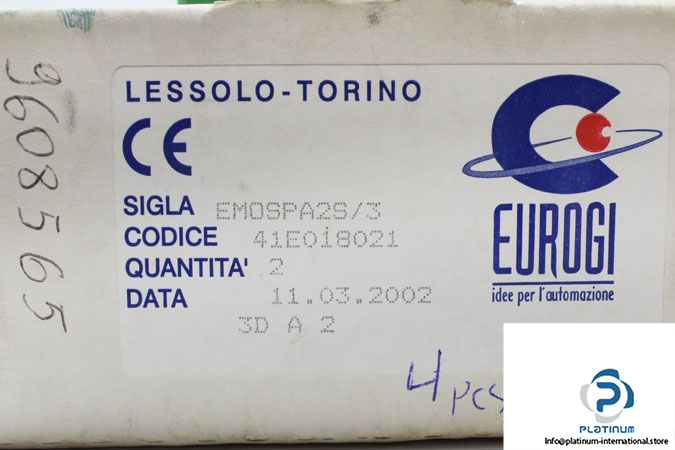 9608565
LESSOLO-TORINO
CE
SIGLA EMOSPA2S/3
CODICE 41E0i8021
QUANTITA' 2
DATA 11.03.2002
3D A 2
EUROGI
idee per l'automazione
4 pcs
PLATINUM
Info@platinum-international.store